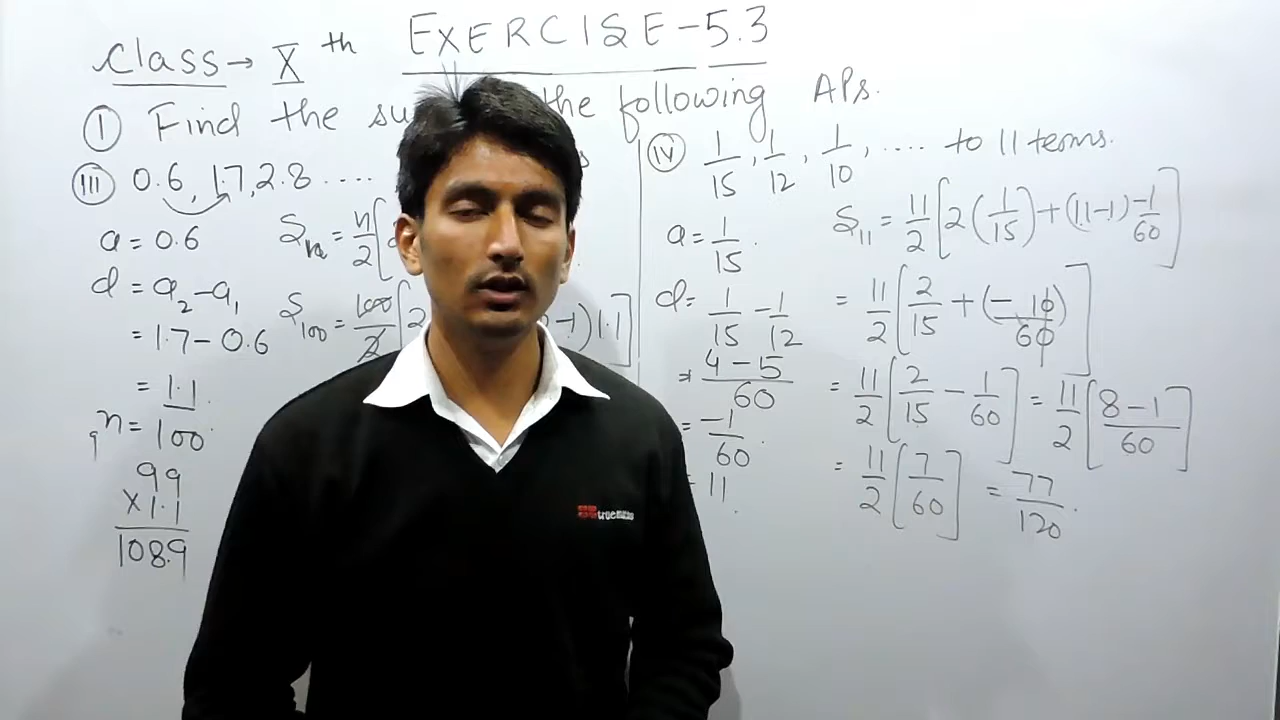 Class → Xth EXERCISE-5.3
(I) Find the su the following APs.
(III) 0.6, 1.7, 2.8 ....
a = 0.6
d = a2 - a1
= 1.7 - 0.6
= 1.1
n = 100
99
× 1.1
108.9
Sn = n/2 [
S100 = 100/2 [2 -1) 1.1]
(IV) 1/15, 1/12, 1/10, .... to 11 terms.
a = 1/15.
d = 1/15 - 1/12
= 4 - 5/60
= -1/60.
= 11.
S11 = 11/2 [2 (1/15) + (11-1) -1/60]
= 11/2 [2/15 + (-10/60)]
= 11/2 [2/15 - 1/60] = 11/2 [8 - 1/60]
= 11/2 [7/60] = 77/120.
truemaths